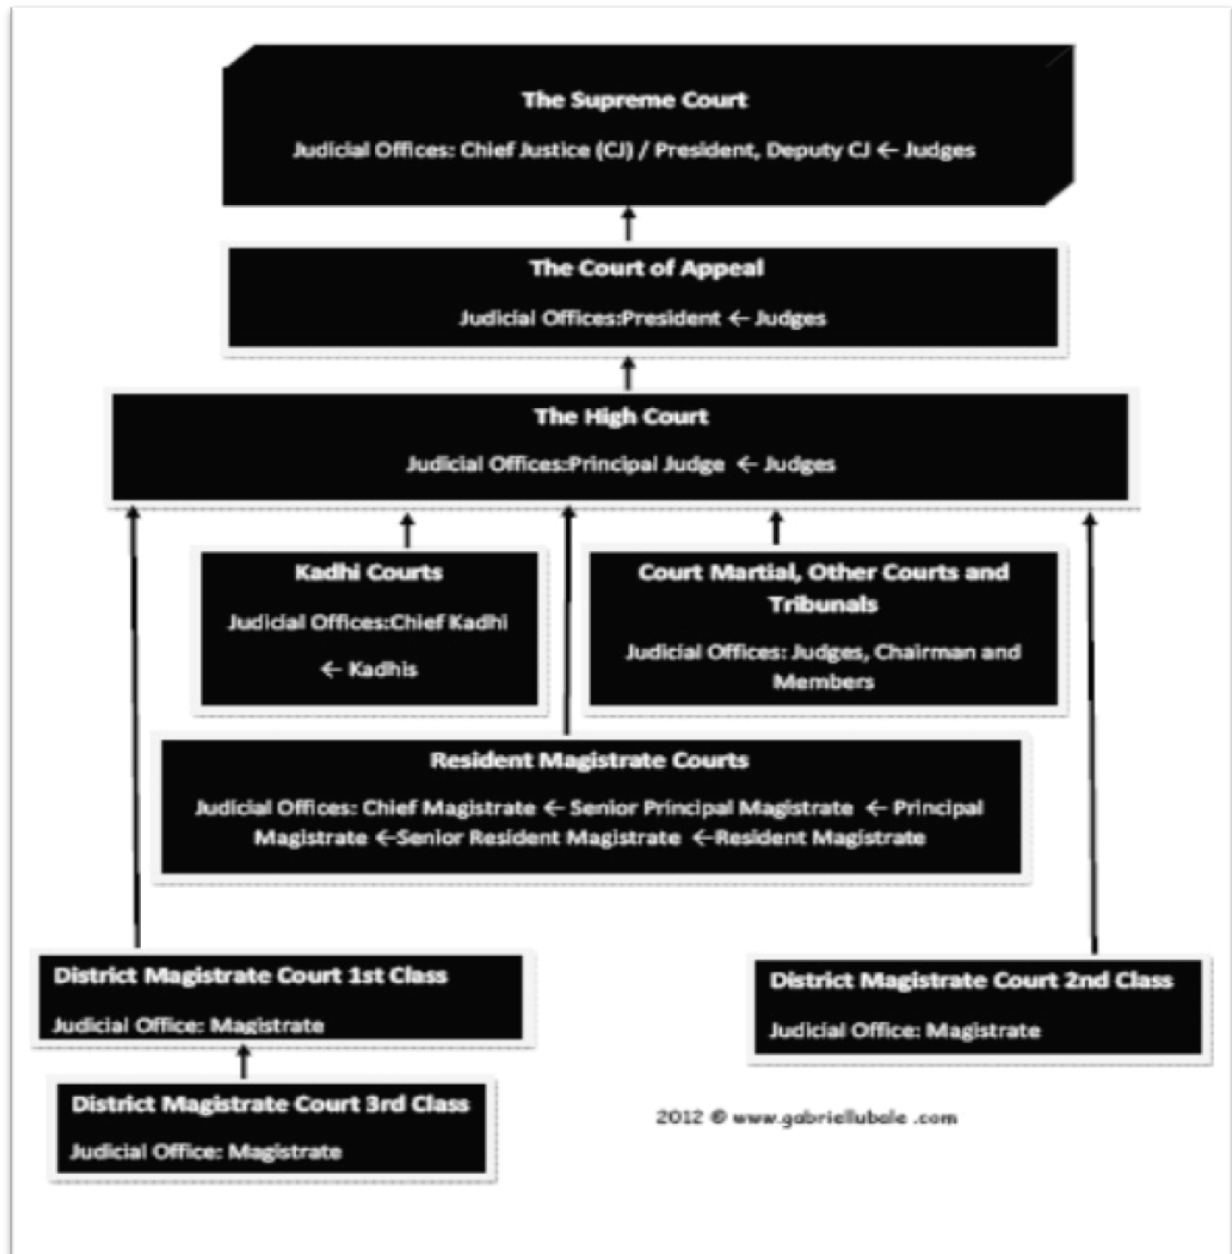 The Supreme Court
Judicial Offices: Chief Justice (CJ) / President, Deputy CJ ← Judges
The Court of Appeal
Judicial Offices:President ← Judges
The High Court
Judicial Offices:Principal Judge ← Judges
Kadhi Courts
Judicial Offices:Chief Kadhi
← Kadhis
Court Martial, Other Courts and
Tribunals
Judicial Offices: Judges, Chairman and
Members
Resident Magistrate Courts
Judicial Offices: Chief Magistrate ← Senior Principal Magistrate ← Principal
Magistrate ←Senior Resident Magistrate ←Resident Magistrate
District Magistrate Court 1st Class
Judicial Office: Magistrate
District Magistrate Court 2nd Class
Judicial Office: Magistrate
District Magistrate Court 3rd Class
Judicial Office: Magistrate
2012 © www.gabriellubale .com